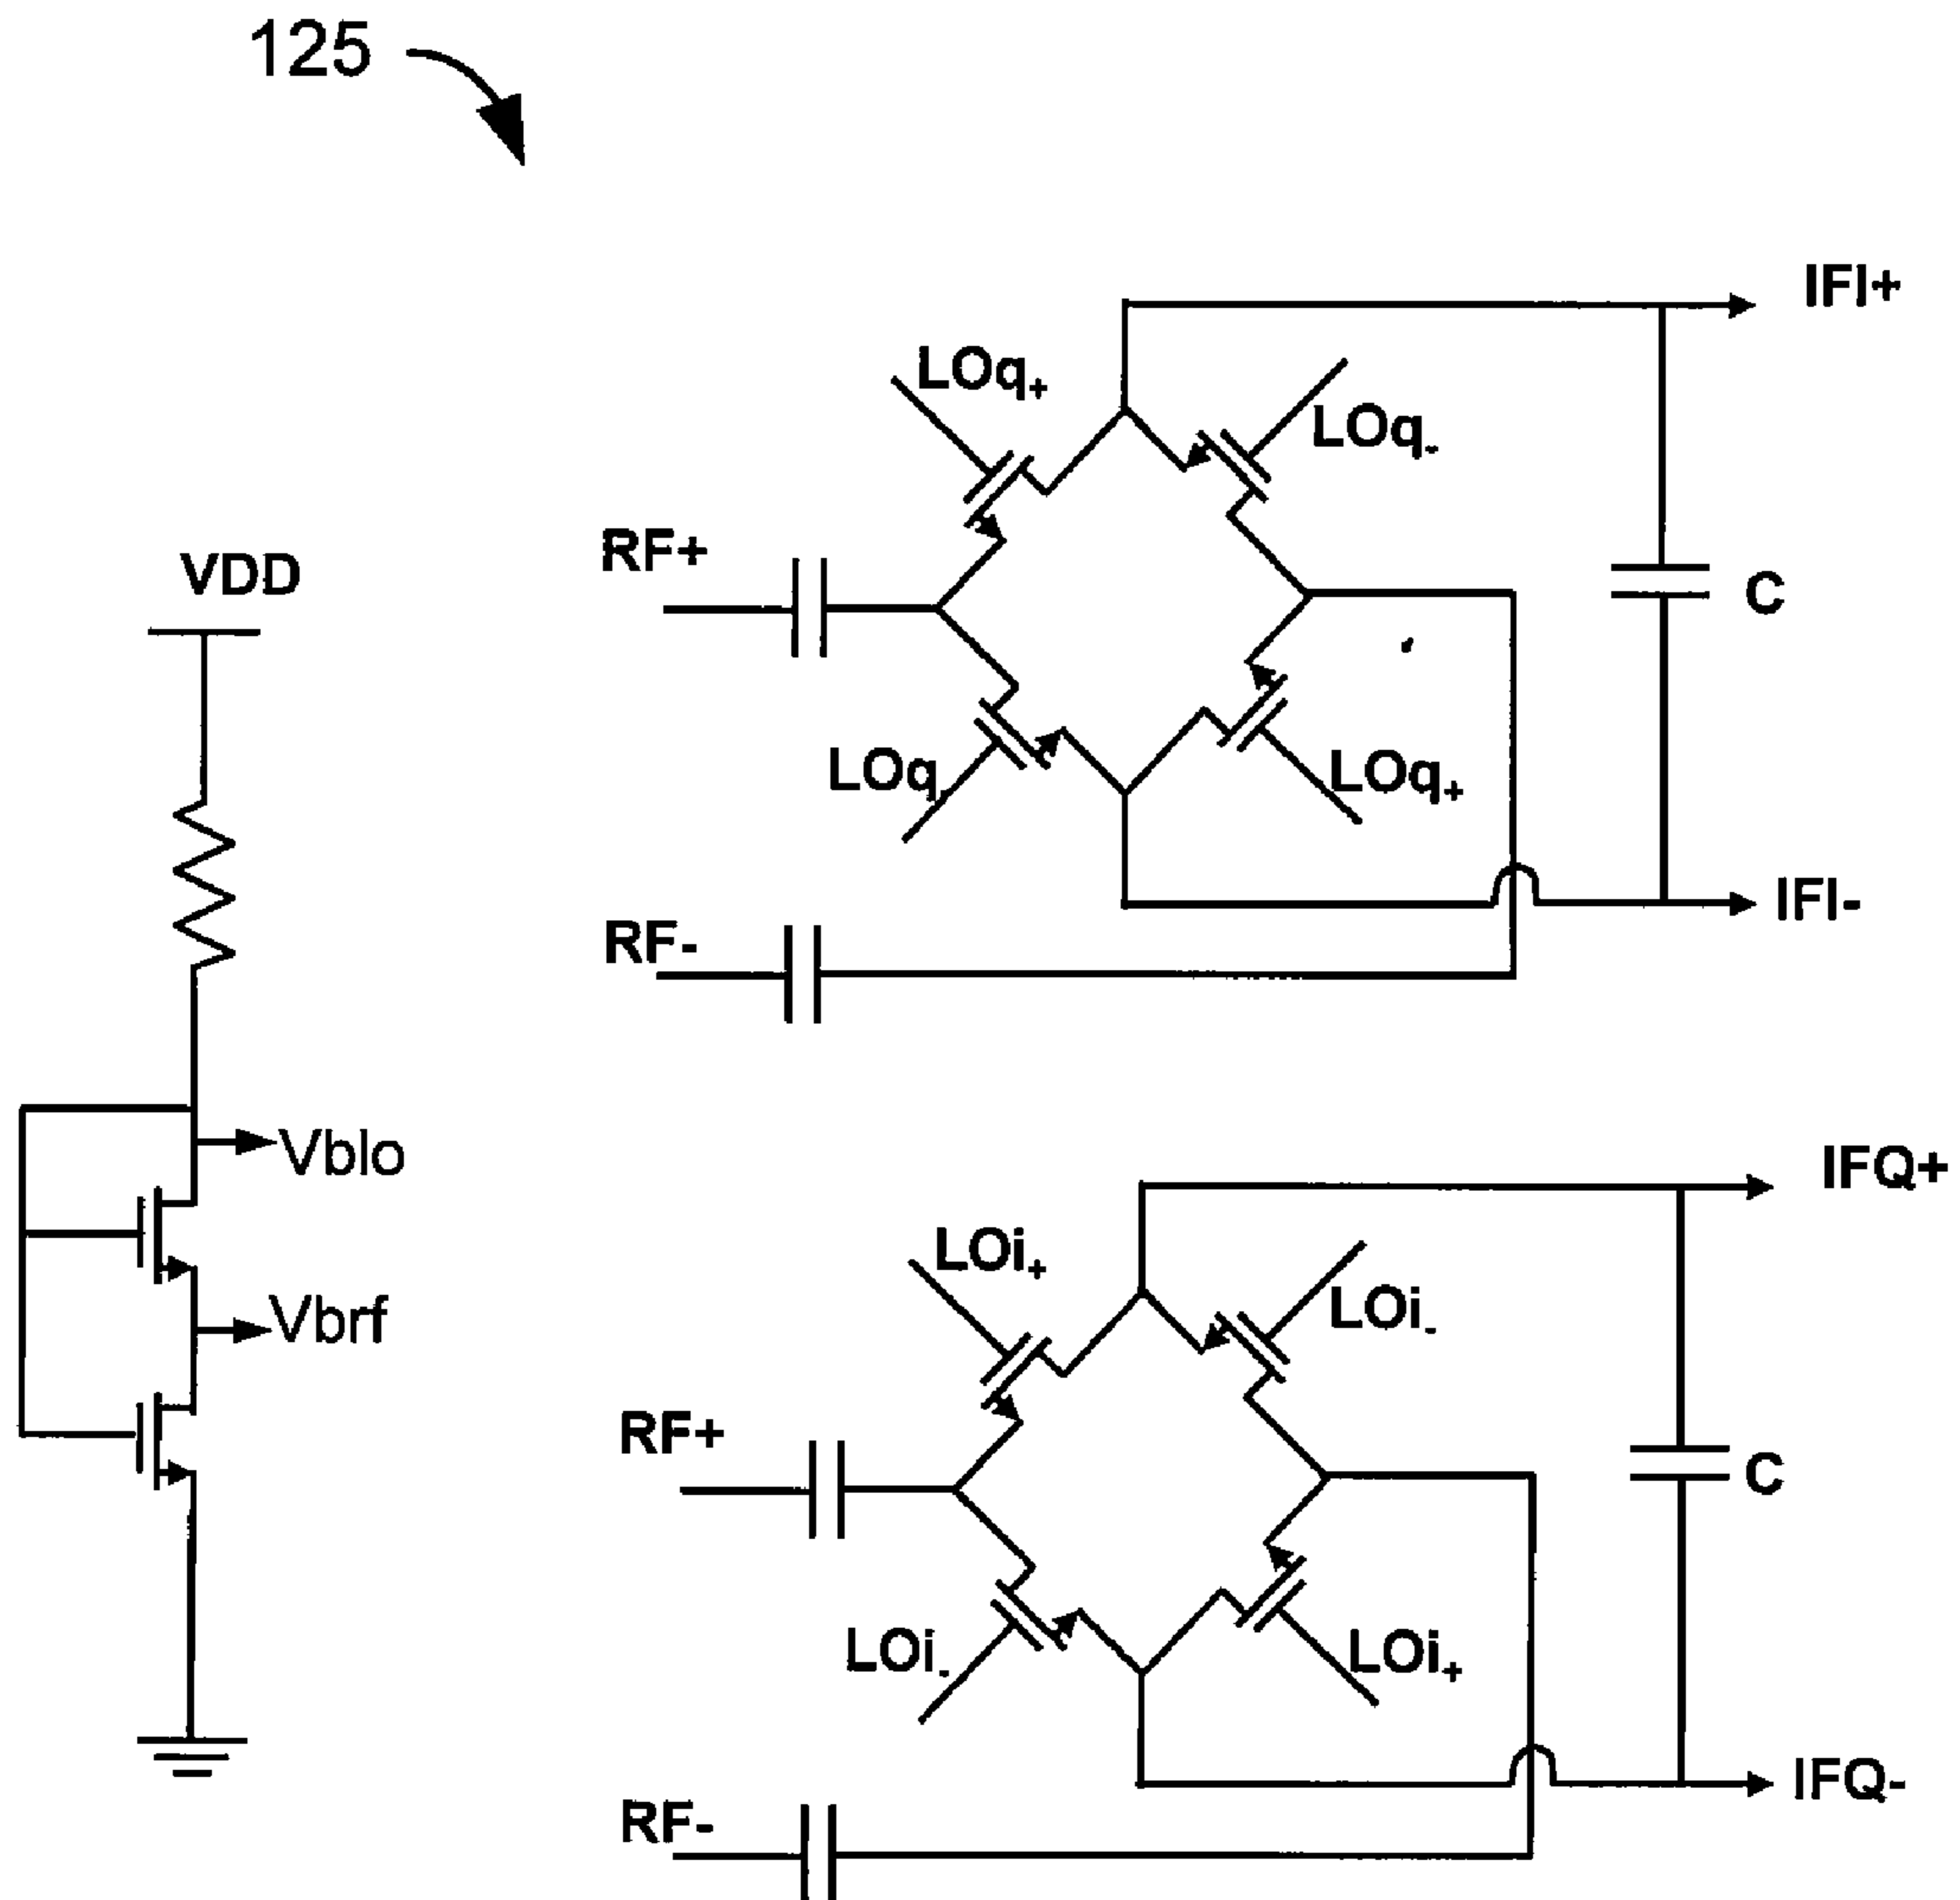 125
IFI+
LOq+
LOq-
RF+
VDD
C
LOq-
LOq+
IFI-
RF-
Vblo
IFQ+
LOi+
LOi-
Vbrf
RF+
C
LOi-
LOi+
IFQ-
RF-